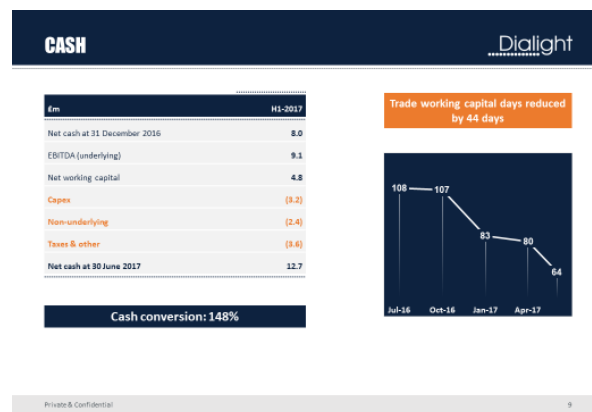 CASH
Dialight
£m H1-2017
Net cash at 31 December 2016 8.0
EBITDA (underlying) 9.1
Net working capital 4.8
Capex (3.2)
Non-underlying (2.4)
Taxes & other (3.6)
Net cash at 30 June 2017 12.7
Cash conversion: 148%
Trade working capital days reduced
by 44 days
108 107
83 80
64
Jul-16 Oct-16 Jan-17 Apr-17
Private & Confidential 9